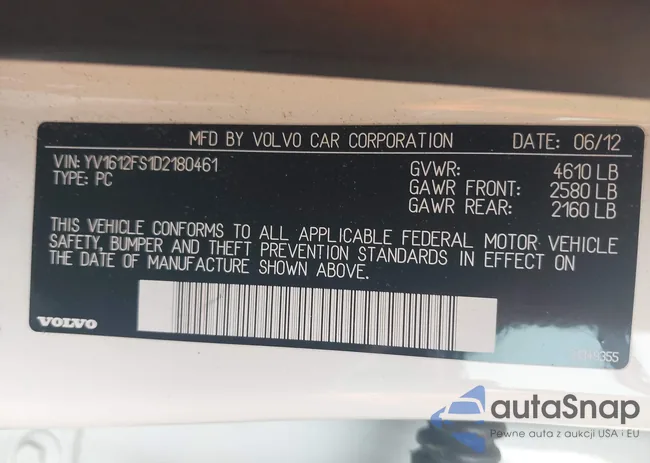 MFD BY VOLVO CAR CORPORATION DATE: 06/12
VIN: YV1612FS1D2180461 GVWR: 4610 LB
TYPE: PC GAWR FRONT: 2580 LB
GAWR REAR: 2160 LB
THIS VEHICLE CONFORMS TO ALL APPLICABLE FEDERAL MOTOR VEHICLE
SAFETY, BUMPER AND THEFT PREVENTION STANDARDS IN EFFECT ON
THE DATE OF MANUFACTURE SHOWN ABOVE.
VOLVO
autaSnap
Pewne auta z aukcji USA i EU